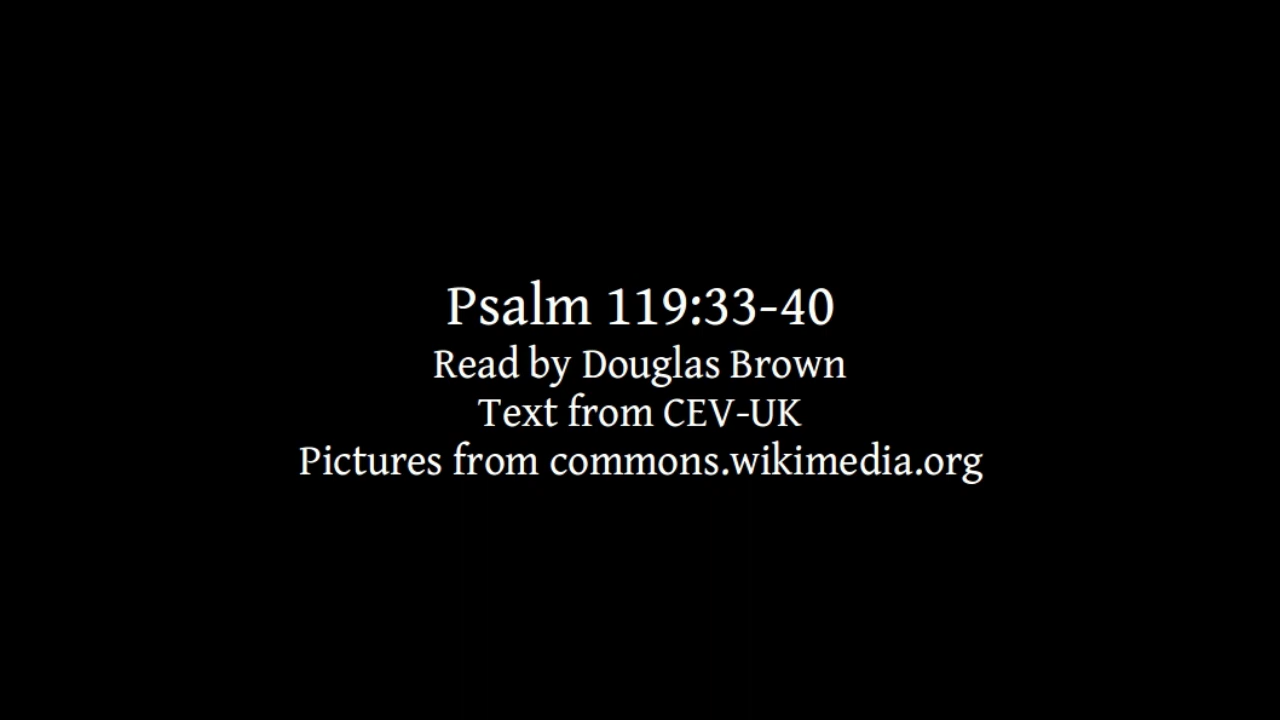 Psalm 119:33-40
Read by Douglas Brown
Text from CEV-UK
Pictures from commons.wikimedia.org